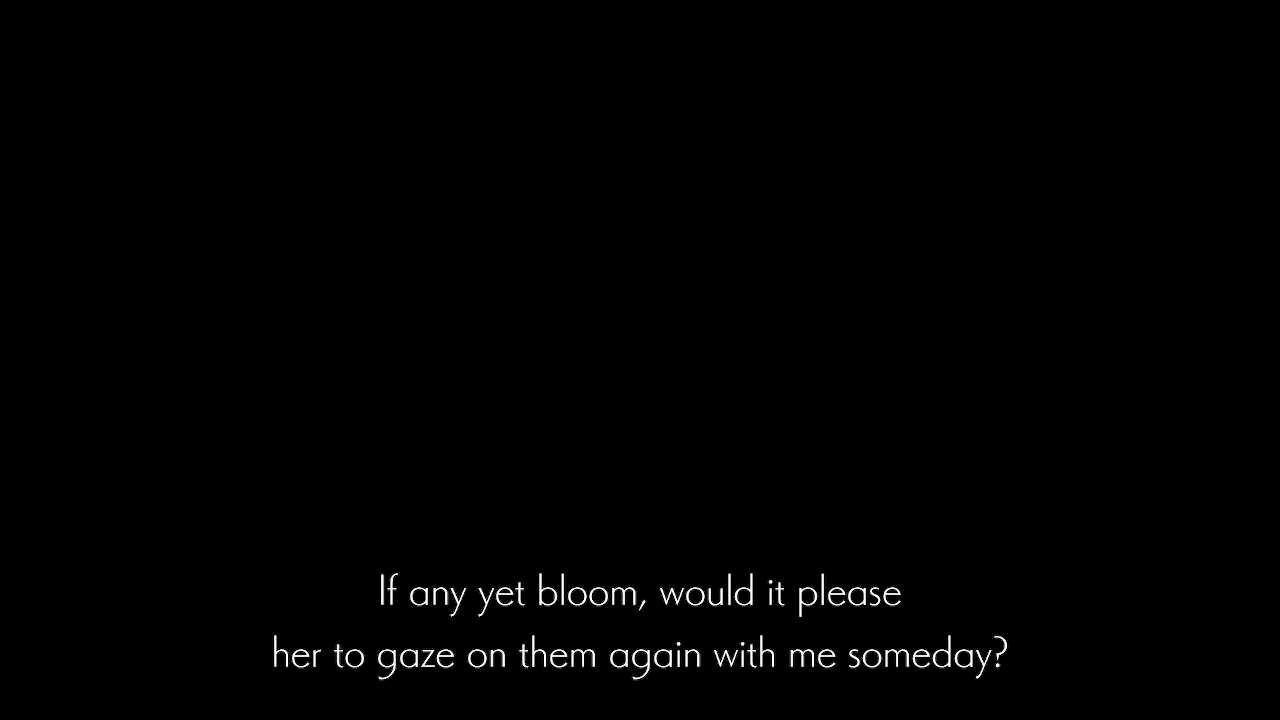 If any yet bloom, would it please
her to gaze on them again with me someday?